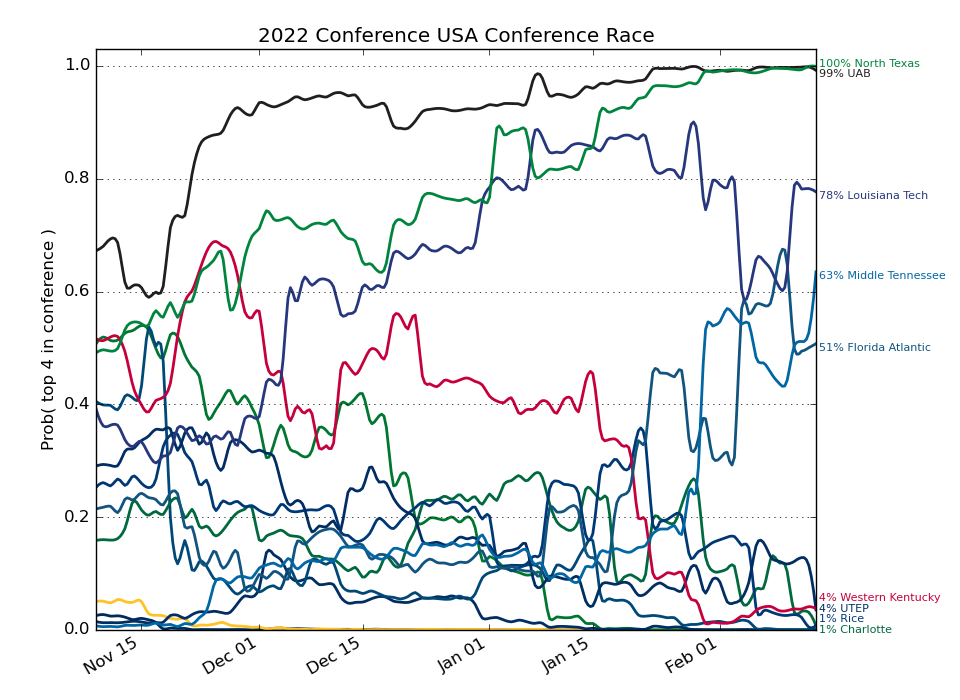 2022 Conference USA Conference Race
Prob( top 4 in conference )
1.0
0.8
0.6
0.4
0.2
0.0
100% North Texas
99% UAB
78% Louisiana Tech
63% Middle Tennessee
51% Florida Atlantic
4% Western Kentucky
4% UTEP
1% Rice
1% Charlotte
Nov 15
Dec 01
Dec 15
Jan 01
Jan 15
Feb 01